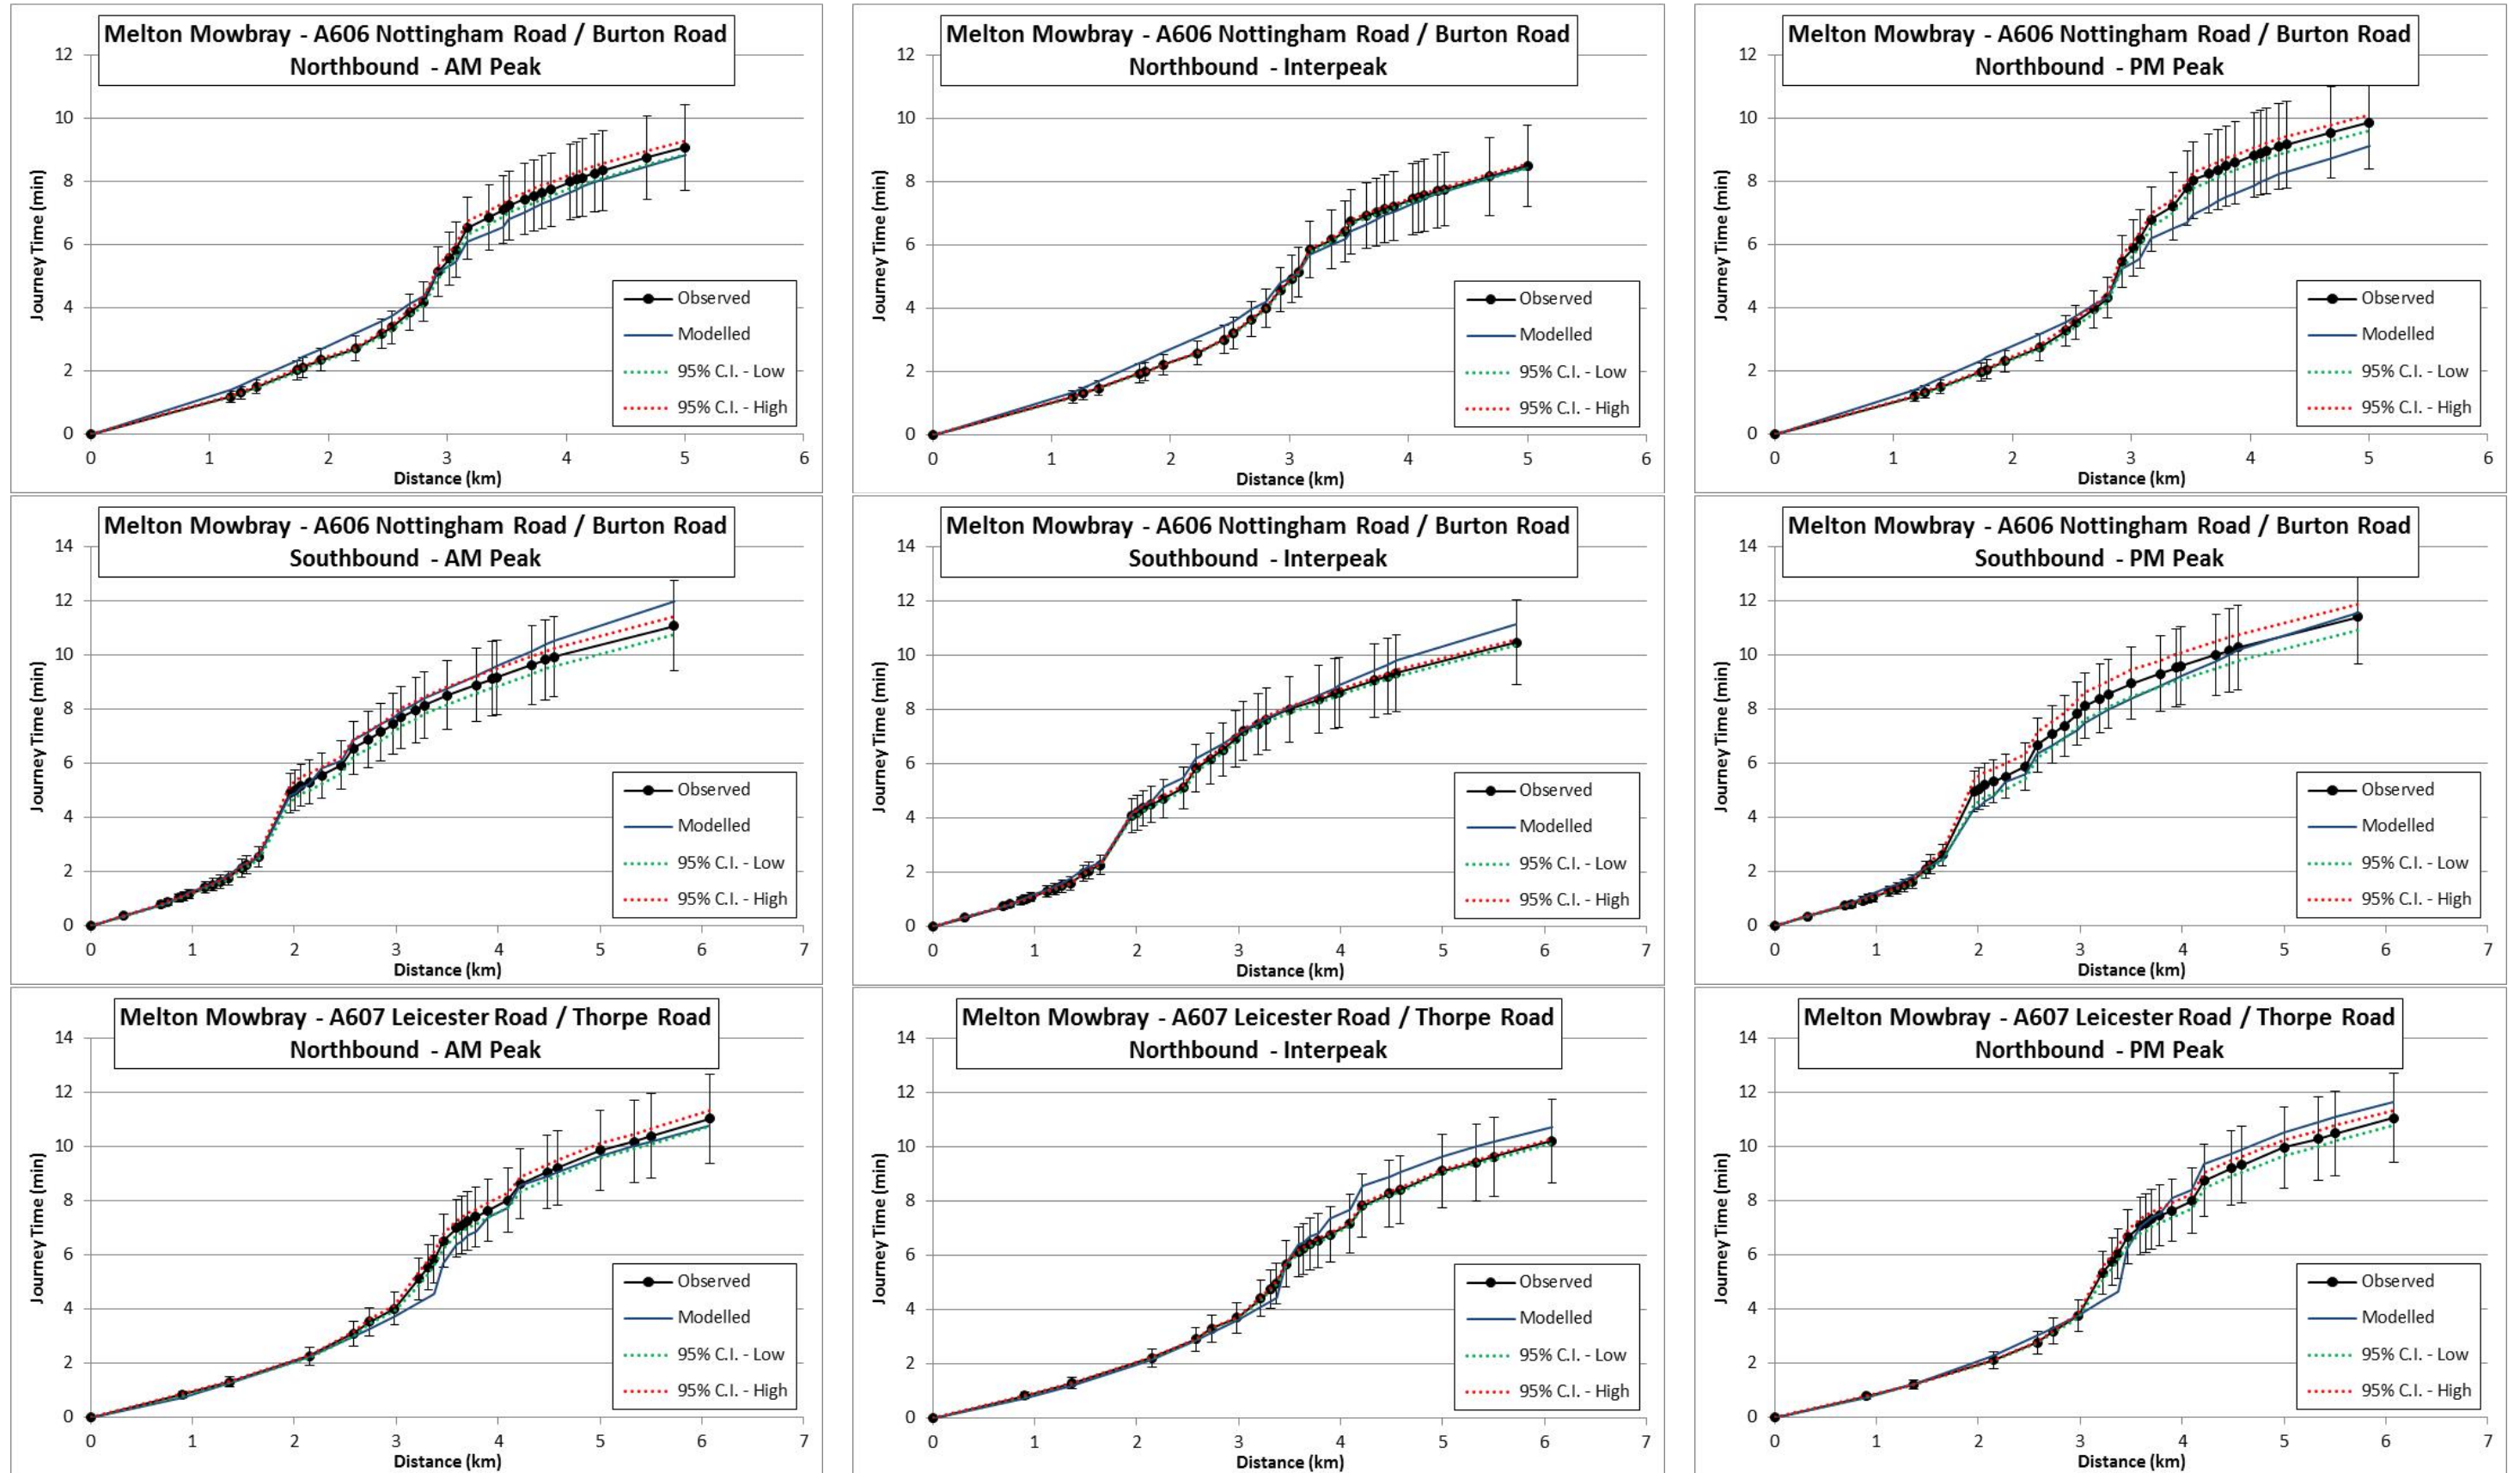 Melton Mowbray - A606 Nottingham Road / Burton Road
Northbound - AM Peak
12
10
8
6
4
2
0
Journey Time (min)
0 1 2 3 4 5 6
Distance (km)
Observed
Modelled
95% C.I. - Low
95% C.I. - High
Melton Mowbray - A606 Nottingham Road / Burton Road
Northbound - Interpeak
12
10
8
6
4
2
0
Journey Time (min)
0 1 2 3 4 5 6
Distance (km)
Observed
Modelled
95% C.I. - Low
95% C.I. - High
Melton Mowbray - A606 Nottingham Road / Burton Road
Northbound - PM Peak
12
10
8
6
4
2
0
Journey Time (min)
0 1 2 3 4 5 6
Distance (km)
Observed
Modelled
95% C.I. - Low
95% C.I. - High
Melton Mowbray - A606 Nottingham Road / Burton Road
Southbound - AM Peak
14
12
10
8
6
4
2
0
Journey Time (min)
0 1 2 3 4 5 6 7
Distance (km)
Observed
Modelled
95% C.I. - Low
95% C.I. - High
Melton Mowbray - A606 Nottingham Road / Burton Road
Southbound - Interpeak
14
12
10
8
6
4
2
0
Journey Time (min)
0 1 2 3 4 5 6 7
Distance (km)
Observed
Modelled
95% C.I. - Low
95% C.I. - High
Melton Mowbray - A606 Nottingham Road / Burton Road
Southbound - PM Peak
14
12
10
8
6
4
2
0
Journey Time (min)
0 1 2 3 4 5 6 7
Distance (km)
Observed
Modelled
95% C.I. - Low
95% C.I. - High
Melton Mowbray - A607 Leicester Road / Thorpe Road
Northbound - AM Peak
14
12
10
8
6
4
2
0
Journey Time (min)
0 1 2 3 4 5 6 7
Distance (km)
Observed
Modelled
95% C.I. - Low
95% C.I. - High
Melton Mowbray - A607 Leicester Road / Thorpe Road
Northbound - Interpeak
14
12
10
8
6
4
2
0
Journey Time (min)
0 1 2 3 4 5 6 7
Distance (km)
Observed
Modelled
95% C.I. - Low
95% C.I. - High
Melton Mowbray - A607 Leicester Road / Thorpe Road
Northbound - PM Peak
14
12
10
8
6
4
2
0
Journey Time (min)
0 1 2 3 4 5 6 7
Distance (km)
Observed
Modelled
95% C.I. - Low
95% C.I. - High